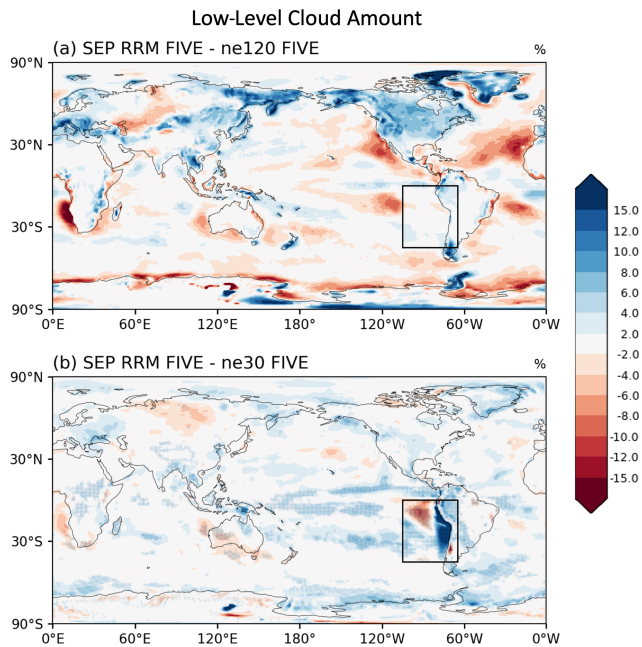 Low-Level Cloud Amount
(a) SEP RRM FIVE - ne120 FIVE %
90°N
30°N
30°S
90°S
0°E 60°E 120°E 180°E 120°W 60°W 0°W
(b) SEP RRM FIVE - ne30 FIVE %
90°N
30°N
30°S
90°S
0°E 60°E 120°E 180°E 120°W 60°W 0°W
15.0
12.0
10.0
8.0
6.0
4.0
2.0
-2.0
-4.0
-6.0
-8.0
-10.0
-12.0
-15.0